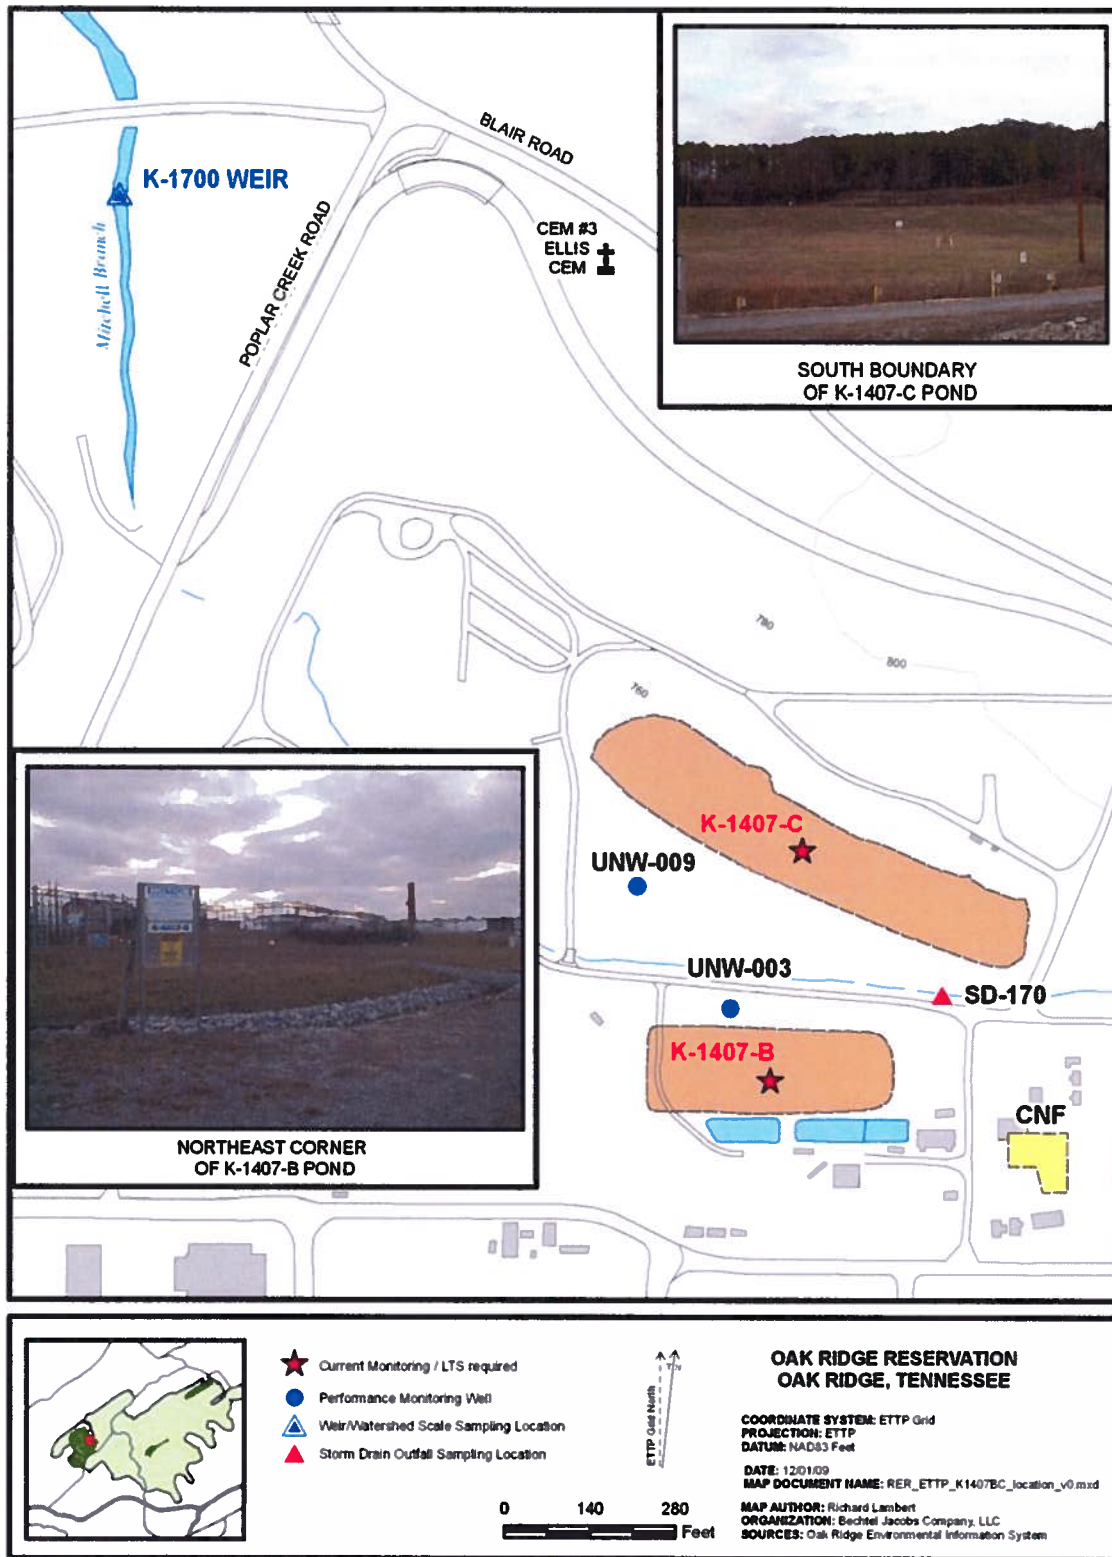 BLAIR ROAD
K-1700 WEIR
Mitchell Branch
POPLAR CREEK ROAD
CEM #3
ELLIS
CEM
SOUTH BOUNDARY
OF K-1407-C POND
780
800
760
K-1407-C
UNW-009
UNW-003
SD-170
K-1407-B
CNF
NORTHEAST CORNER
OF K-1407-B POND
Current Monitoring / LTS required
Performance Monitoring Well
Weir/Watershed Scale Sampling Location
Storm Drain Outfall Sampling Location
ETTP Grid North
0 140 280
Feet
OAK RIDGE RESERVATION
OAK RIDGE, TENNESSEE
COORDINATE SYSTEM: ETTP Grid
PROJECTION: ETTP
DATUM: NAD83 Feet
DATE: 12/01/09
MAP DOCUMENT NAME: RER_ETTP_K1407BC_location_v0.mxd
MAP AUTHOR: Richard Lambert
ORGANIZATION: Bechtel Jacobs Company, LLC
SOURCES: Oak Ridge Environmental Information System